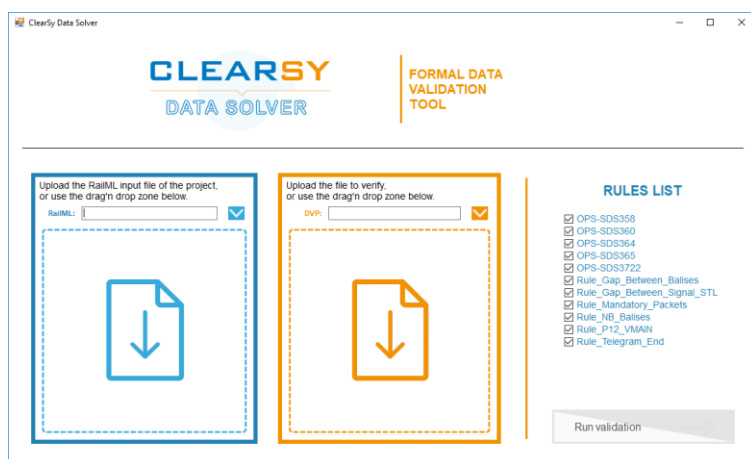 ClearSy Data Solver
CLEARSY
DATA SOLVER
FORMAL DATA
VALIDATION
TOOL
Upload the RailML input file of the project,
or use the drag'n drop zone below.
RailML:
Upload the file to verify,
or use the drag'n drop zone below.
DVP:
RULES LIST
OPS-SDS358
OPS-SDS360
OPS-SDS364
OPS-SDS365
OPS-SDS3722
Rule_Gap_Between_Balises
Rule_Gap_Between_Signal_STL
Rule_Mandatory_Packets
Rule_NB_Balises
Rule_P12_VMAIN
Rule_Telegram_End
Run validation